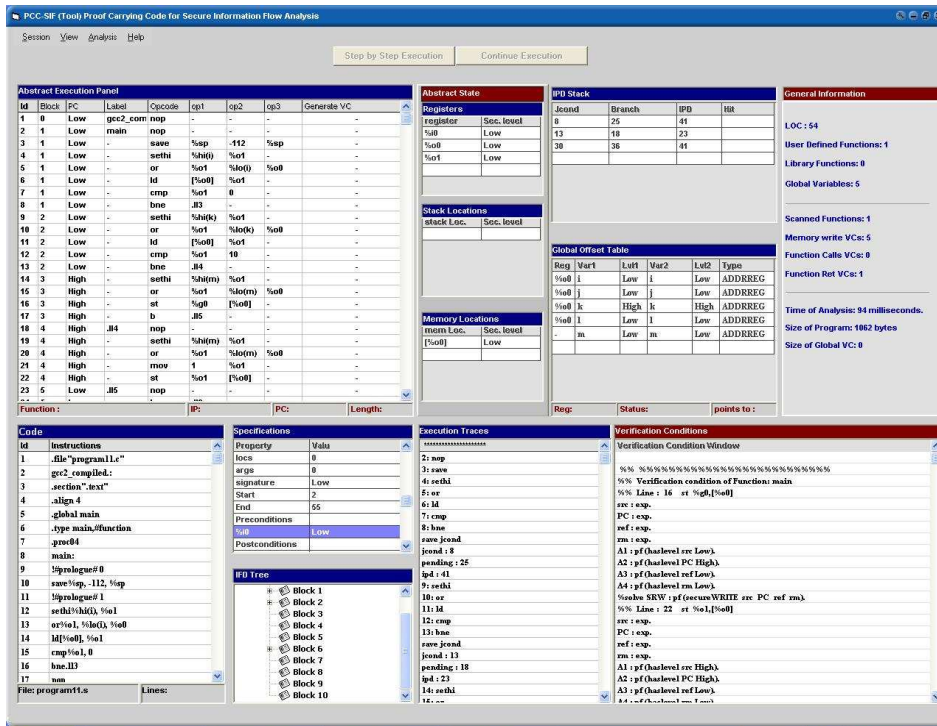 PCC-SIF (Tool) Proof Carrying Code for Secure Information Flow Analysis
Session View Analysis Help
Step by Step Execution Continue Execution
Abstract Execution Panel
Id Block PC Label Opcode op1 op2 op3 Generate VC
1 0 Low gcc2_com nop - - - -
2 1 Low main nop - - - -
3 1 Low - save %sp -112 %sp -
4 1 Low - sethi %hi(i) %o1 - -
5 1 Low - or %o1 %lo(i) %o0 -
6 1 Low - ld [%o0] %o1 - -
7 1 Low - cmp %o1 0 - -
8 1 Low - bne .ll3 - - -
9 2 Low - sethi %hi(k) %o1 - -
10 2 Low - or %o1 %lo(k) %o0 -
11 2 Low - ld [%o0] %o1 - -
12 2 Low - cmp %o1 10 - -
13 2 Low - bne .ll4 - - -
14 3 High - sethi %hi(m) %o1 - -
15 3 High - or %o1 %lo(m) %o0 -
16 3 High - st %g0 [%o0] - -
17 3 High - b .ll5 - - -
18 4 High .ll4 nop - - - -
19 4 High - sethi %hi(m) %o1 - -
20 4 High - or %o1 %lo(m) %o0 -
21 4 High - mov 1 %o1 - -
22 4 High - st %o1 [%o0] - -
23 5 Low .ll5 nop - - - -
Function : IP: PC: Length:
Abstract State
Registers
register Sec. level
%i0 Low
%o0 Low
%o1 Low
Stack Locations
stack Loc. Sec. level
Memory Locations
mem Loc. Sec. level
[%o0] Low
IPD Stack
Jcond Branch IPD Hit
8 25 41
13 18 23
30 36 41
Global Offset Table
Reg Var1 Lvl1 Var2 Lvl2 Type
%o0 i Low i Low ADDRREG
%o0 j Low j Low ADDRREG
%o0 k High k High ADDRREG
%o0 l Low l Low ADDRREG
- m Low m Low ADDRREG
Reg: Status: points to :
General Information
LOC : 54
User Defined Functions: 1
Library Functions: 0
Global Variables: 5
Scanned Functions: 1
Memory write VCs: 5
Function Calls VCs: 0
Function Ret VCs: 1
Time of Analysis: 94 milliseconds.
Size of Program: 1062 bytes
Size of Global VC: 0
Code
Id Instructions
1 .file"program11.c"
2 gcc2_compiled.:
3 .section".text"
4 .align 4
5 .global main
6 .type main,#function
7 .proc04
8 main:
9 !#prologue# 0
10 save%sp, -112, %sp
11 !#prologue# 1
12 sethi%hi(i), %o1
13 or%o1, %lo(i), %o0
14 ld[%o0], %o1
15 cmp%o1, 0
16 bne.ll3
17 nop
File: program11.s Lines:
Specifications
Property Valu
locs 0
args 0
signature Low
Start 2
End 55
Preconditions
%i0 Low
Postconditions
IFD Tree
Block 1
Block 2
Block 3
Block 4
Block 5
Block 6
Block 7
Block 8
Block 9
Block 10
Execution Traces
********************
2: nop
3: save
4: sethi
5: or
6: ld
7: cmp
8: bne
save jcond
jcond : 8
pending : 25
ipd : 41
9: sethi
10: or
11: ld
12: cmp
13: bne
save jcond
jcond : 13
pending : 18
ipd : 23
14: sethi
15: or
Verification Conditions
Verification Condition Window
%% %%%%%%%%%%%%%%%%%%%%%%%%%%
%% Verification condition of Function: main
%% Line : 16 st %g0,[%o0]
src : exp.
PC : exp.
ref : exp.
rm : exp.
A1 : pf (haslevel src Low).
A2 : pf (haslevel PC High).
A3 : pf (haslevel ref Low).
A4 : pf (haslevel rm Low).
%solve SRW : pf (secureWRITE src PC ref rm).
%% Line : 22 st %o1,[%o0]
src : exp.
PC : exp.
ref : exp.
rm : exp.
A1 : pf (haslevel src High).
A2 : pf (haslevel PC High).
A3 : pf (haslevel ref Low).
A4 : pf (haslevel rm Low).